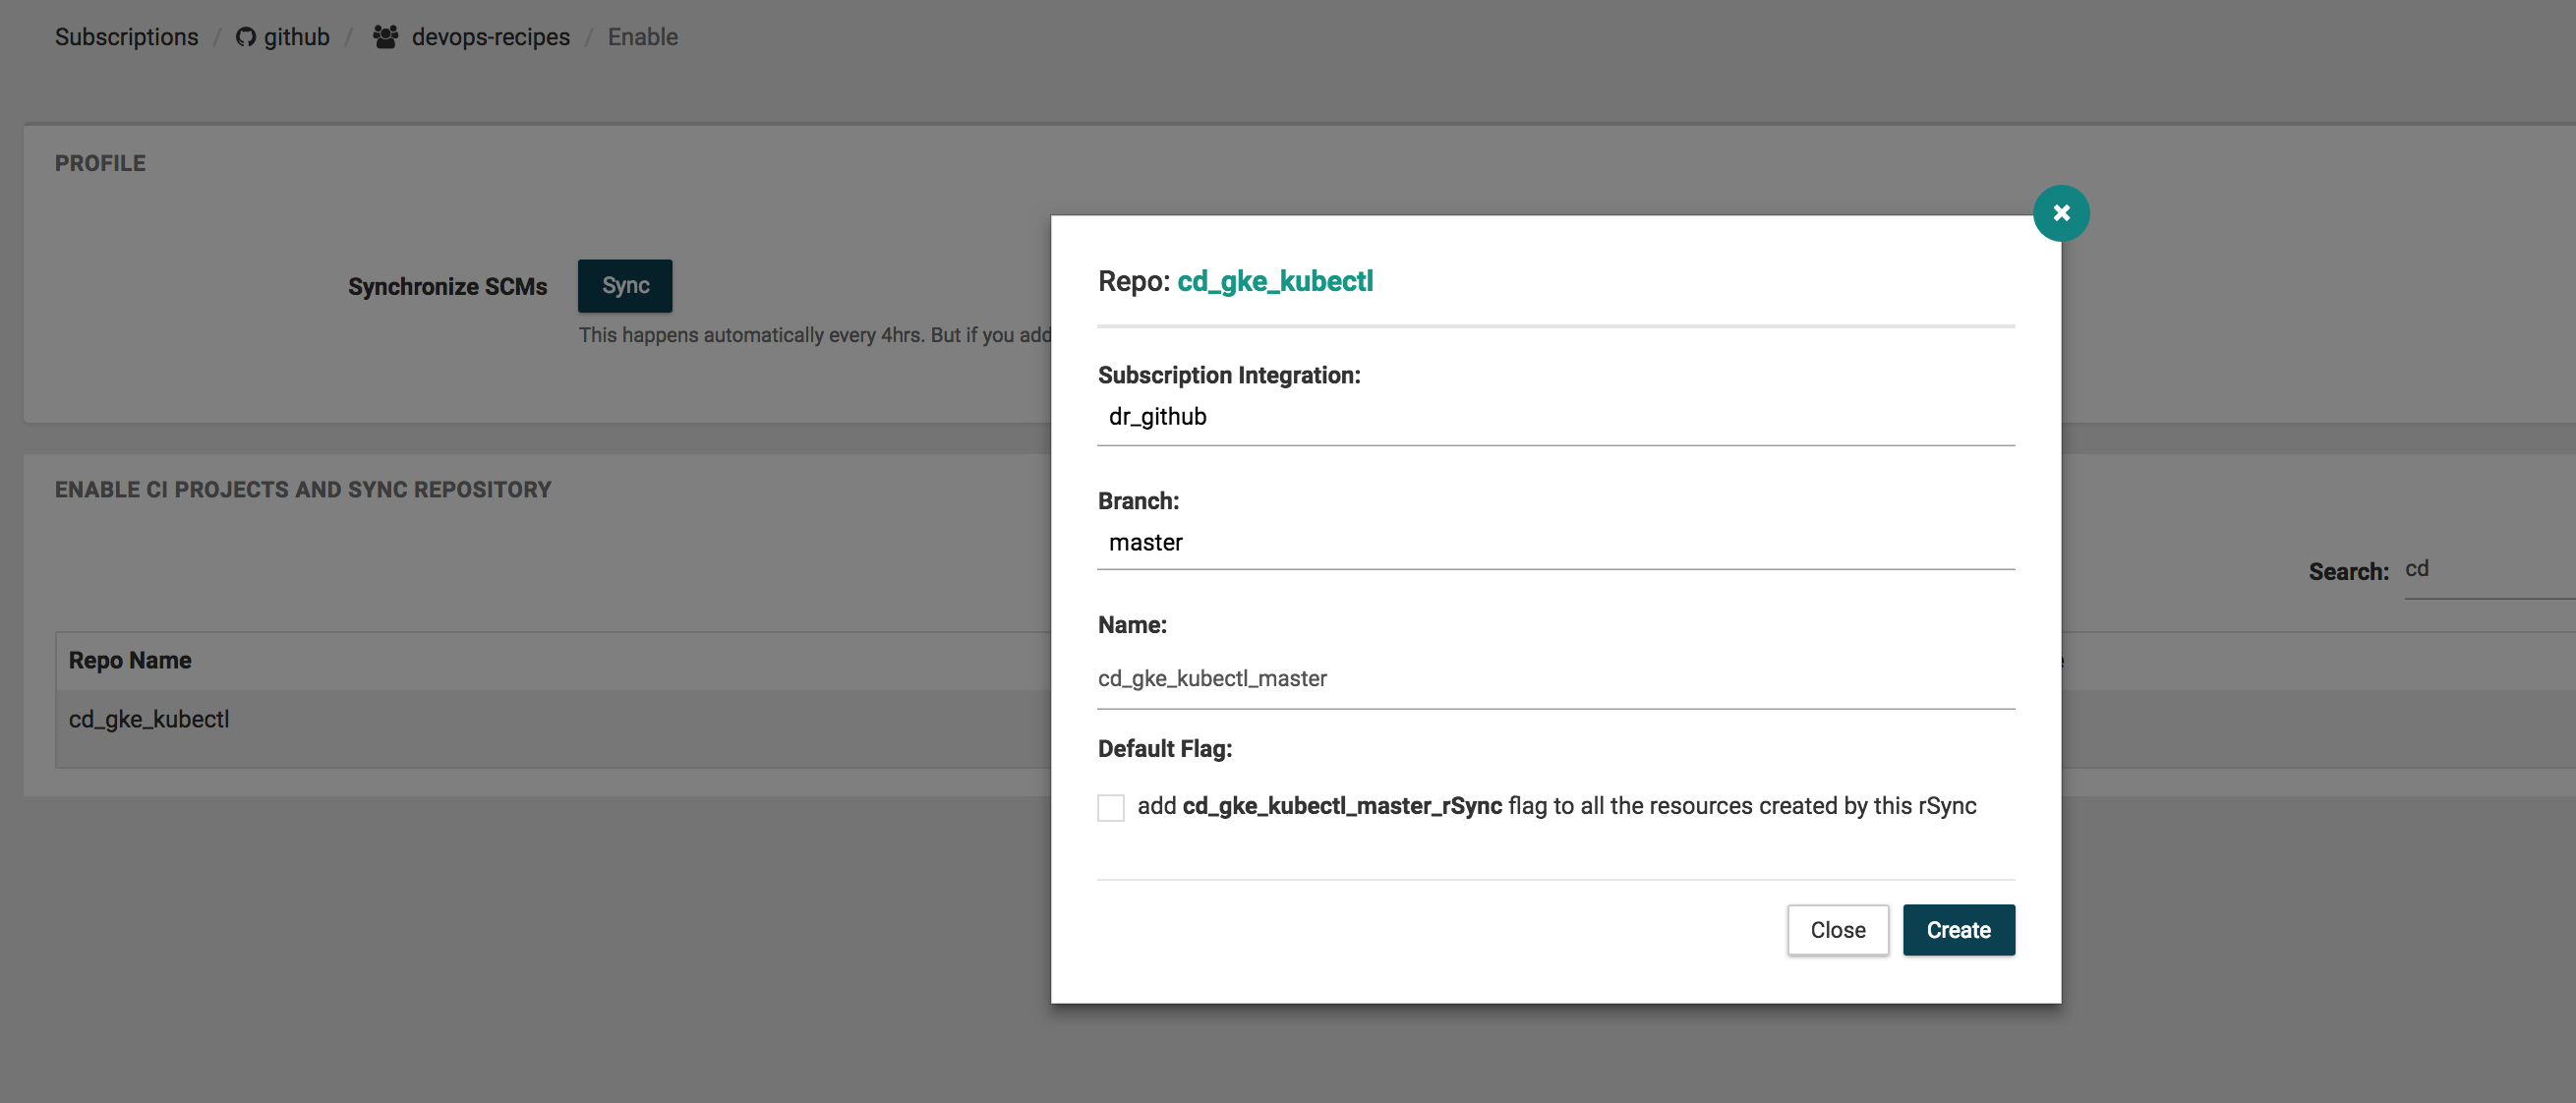 Subscriptions / github / devops-recipes / Enable
PROFILE
Synchronize SCMs Sync
This happens automatically every 4hrs. But if you add
ENABLE CI PROJECTS AND SYNC REPOSITORY
Search: cd
Repo Name
cd_gke_kubectl
Repo: cd_gke_kubectl
Subscription Integration:
dr_github
Branch:
master
Name:
cd_gke_kubectl_master
Default Flag:
add cd_gke_kubectl_master_rSync flag to all the resources created by this rSync
Close Create